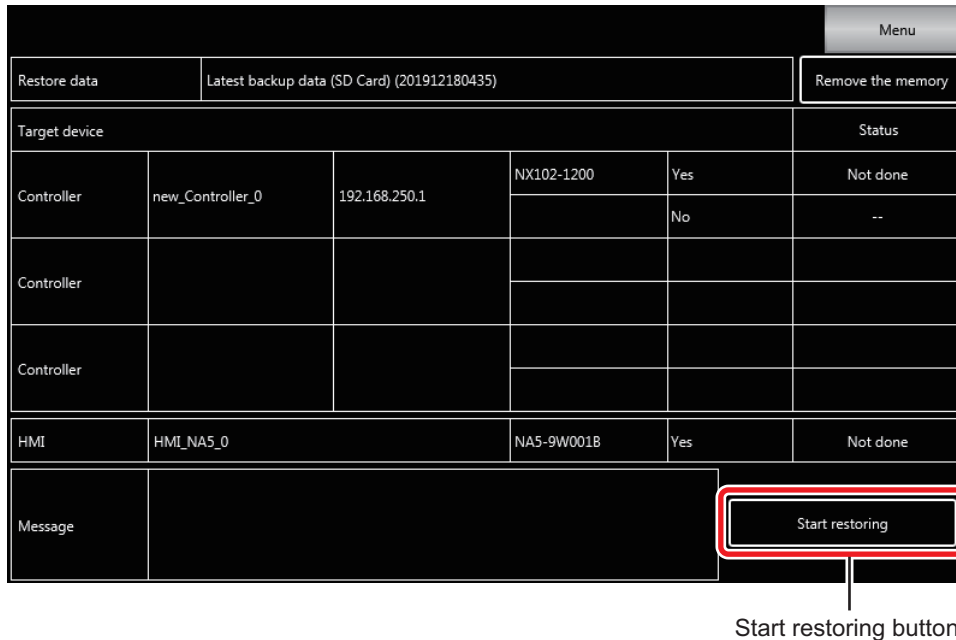 Menu
Restore data Latest backup data (SD Card) (201912180435) Remove the memory
Target device Status
Controller new_Controller_0 192.168.250.1 NX102-1200 Yes Not done
No --
Controller
Controller
HMI HMI_NA5_0 NA5-9W001B Yes Not done
Message Start restoring
Start restoring button